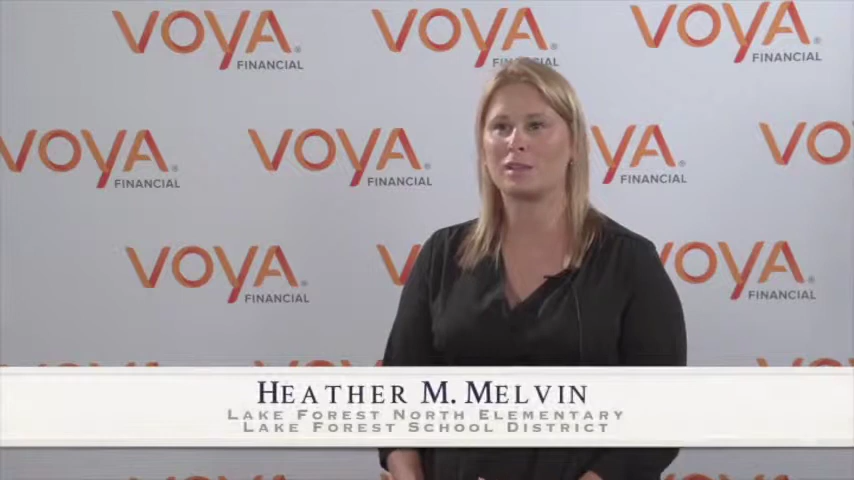 VOYA VOYA VOYA
FINANCIAL FINANCIAL FINANCIAL
VOYA VOYA VOYA VO
FINANCIAL FINANCIAL FINANCIAL
VOYA VOYA
FINANCIAL FINANCIAL
HEATHER M. MELVIN
LAKE FOREST NORTH ELEMENTARY
LAKE FOREST SCHOOL DISTRICT